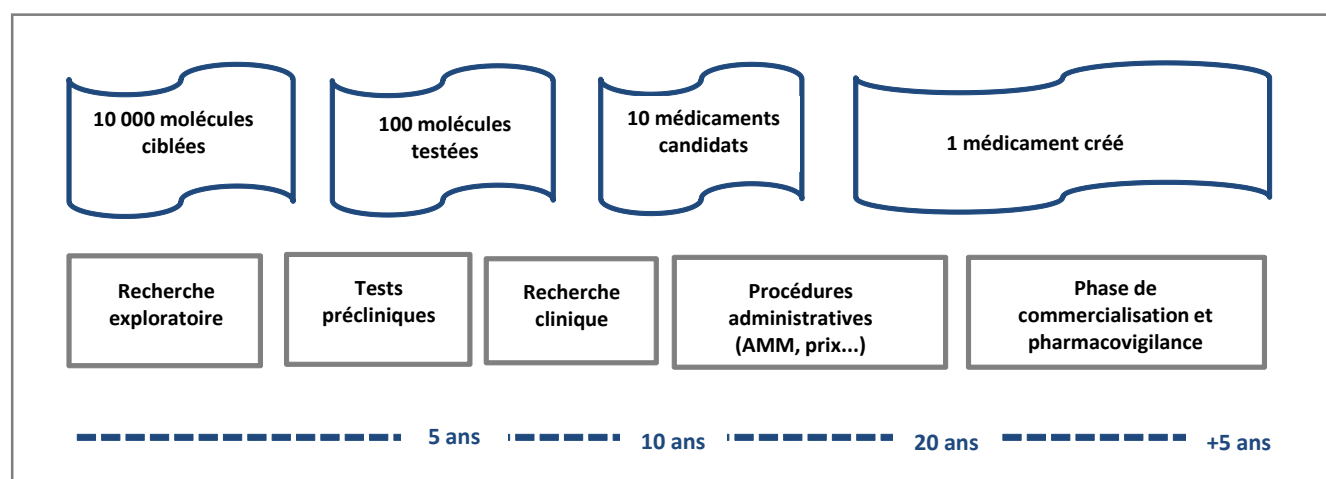 10 000 molécules
ciblées
100 molécules
testées
10 médicaments
candidats
1 médicament créé
Recherche
exploratoire
Tests
précliniques
Recherche
clinique
Procédures
administratives
(AMM, prix...)
Phase de
commercialisation et
pharmacovigilance
5 ans
10 ans
20 ans
+5 ans